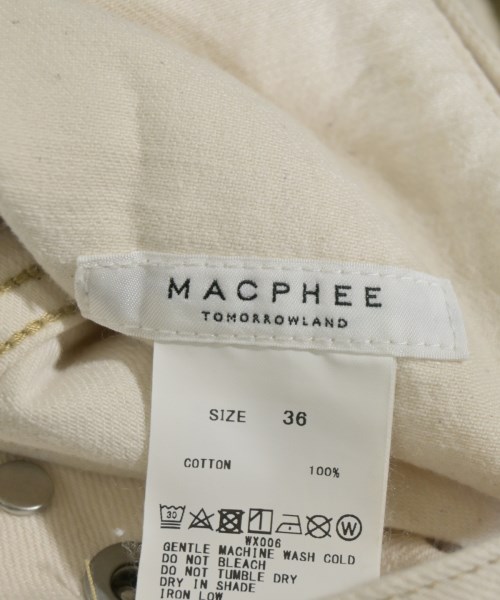 MACPHEE
TOMORROWLAND
SIZE 36
COTTON 100%
30 W
WX006
GENTLE MACHINE WASH COLD
DO NOT BLEACH
DO NOT TUMBLE DRY
DRY IN SHADE
IRON LOW